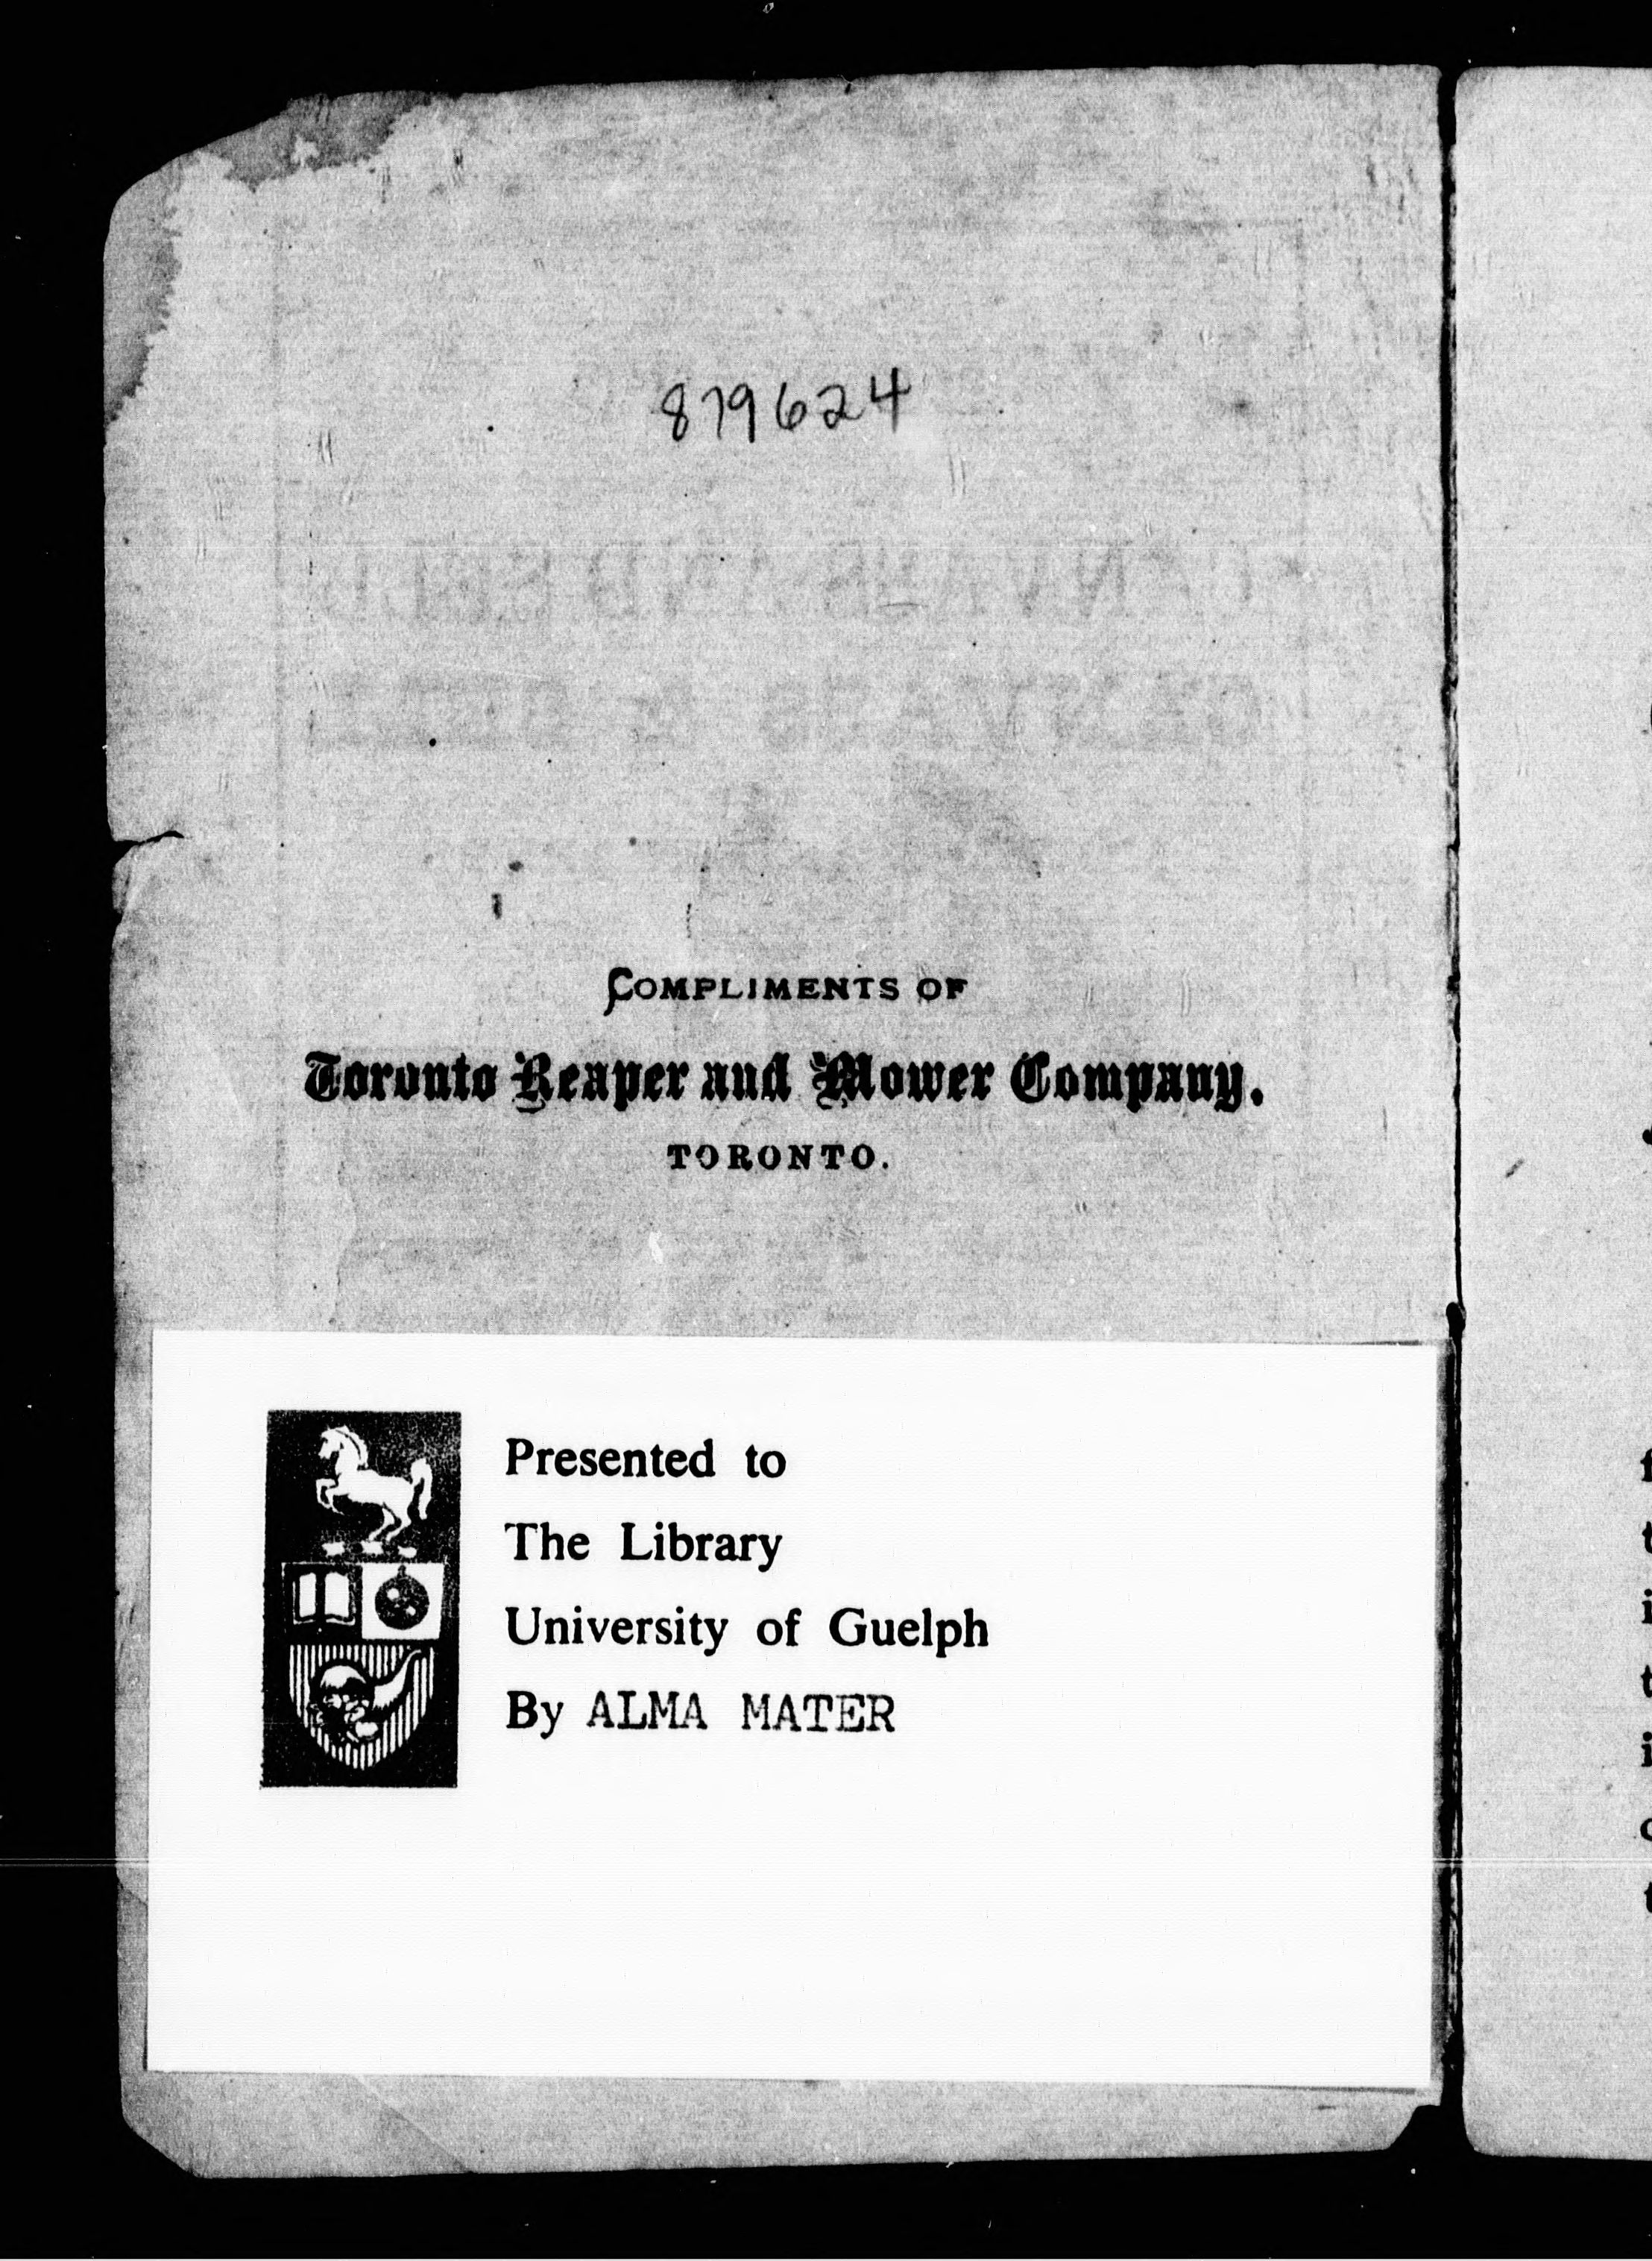 879624
COMPLIMENTS OF
Toronto Reaper and Mower Company.
TORONTO.
Presented to
The Library
University of Guelph
By ALMA MATER